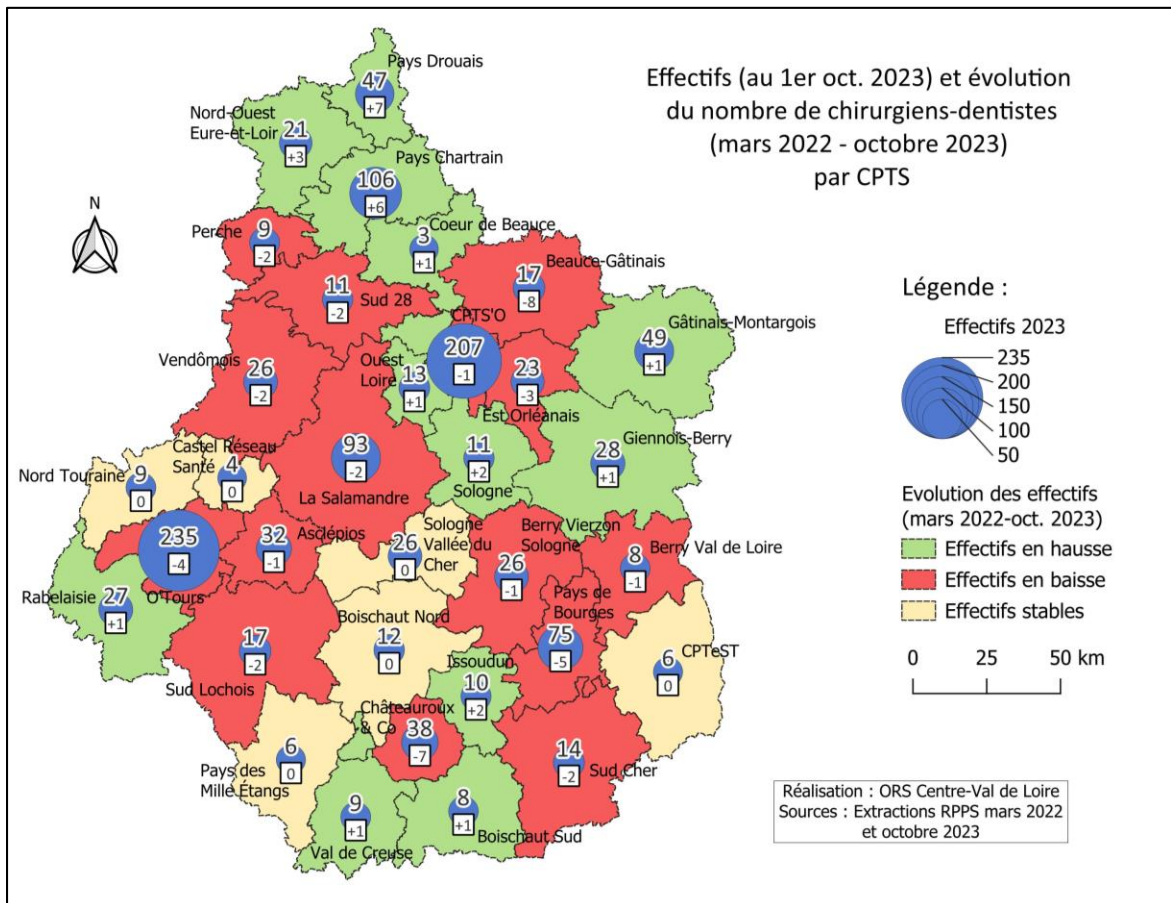 Effectifs (au 1er oct. 2023) et évolution
du nombre de chirurgiens-dentistes
(mars 2022 - octobre 2023)
par CPTS
Pays Drouais
47
+7
Nord-Ouest
Eure-et-Loir
21
+3
Pays Chartrain
106
+6
N
Perche
9
-2
Coeur de Beauce
3
+1
Beauce-Gâtinais
17
-8
Sud 28
11
-2
CPTS'O
207
-1
Gâtinais-Montargois
49
+1
Vendômois
26
-2
Ouest
Loire
13
+1
23
-3
Est Orléanais
Giennois-Berry
28
+1
93
-2
La Salamandre
11
+2
Sologne
Nord Touraine
9
0
Castel Réseau
Santé
4
0
235
-4
O'Tours
Asclépios
32
-1
Sologne
Vallée du
Cher
26
0
Berry Vierzon
Sologne
26
-1
Berry Val de Loire
8
-1
Rabelaisie
27
+1
Pays de
Bourges
75
-5
Boischaut Nord
12
0
17
-2
Sud Lochois
Issoudun
10
+2
CPTeST
6
0
Châteauroux
& Co
38
-7
14
-2
Sud Cher
6
0
Pays des
Mille Étangs
9
+1
Val de Creuse
8
+1
Boischaut Sud
Légende :
Effectifs 2023
235
200
150
100
50
Evolution des effectifs
(mars 2022-oct. 2023)
Effectifs en hausse
Effectifs en baisse
Effectifs stables
0 25 50 km
Réalisation : ORS Centre-Val de Loire
Sources : Extractions RPPS mars 2022
et octobre 2023